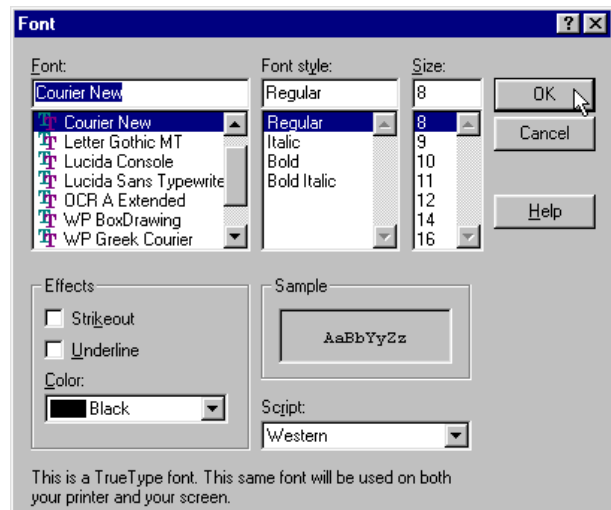 Font
Font: Font style: Size:
Courier New Regular 8 OK
Courier New Regular 8 Cancel
Letter Gothic MT Italic 9
Lucida Console Bold 10
Lucida Sans Typewrite Bold Italic 11
OCR A Extended 12 Help
WP BoxDrawing 14
WP Greek Courier 16
Effects Sample
Strikeout
Underline AaBbYyZz
Color:
Black Script:
Western
This is a TrueType font. This same font will be used on both
your printer and your screen.